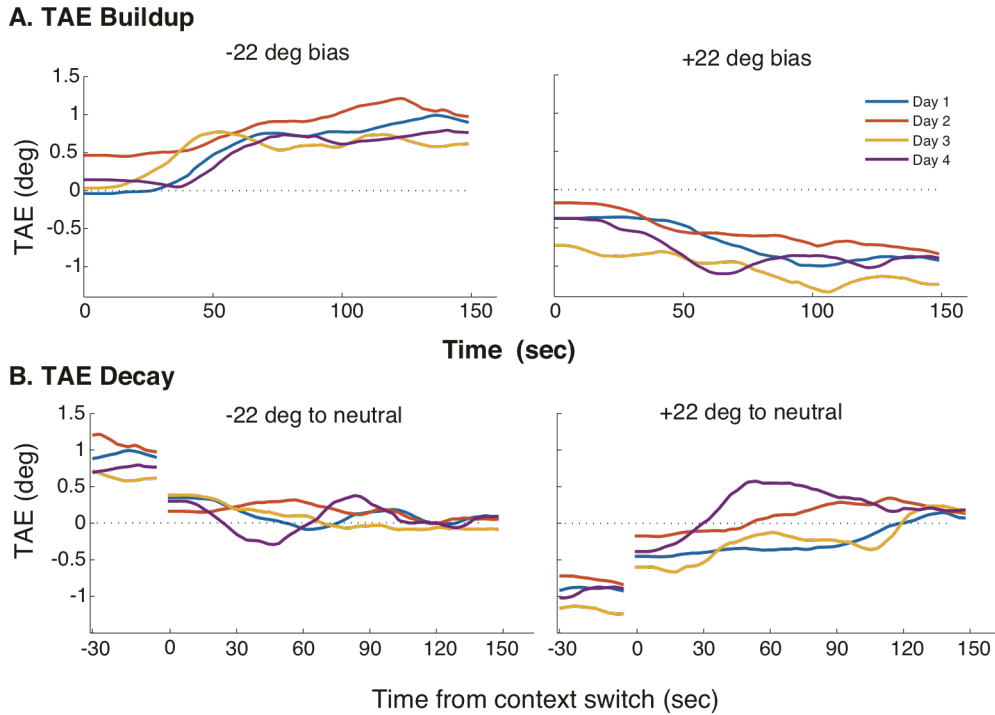 A. TAE Buildup
-22 deg bias
+22 deg bias
TAE (deg)
1.5
1
0.5
0
-0.5
-1
Day 1
Day 2
Day 3
Day 4
0 50 100 150
0 50 100 150
Time (sec)
B. TAE Decay
-22 deg to neutral
+22 deg to neutral
TAE (deg)
1.5
1
0.5
0
-0.5
-1
-30 0 30 60 90 120 150
-30 0 30 60 90 120 150
Time from context switch (sec)